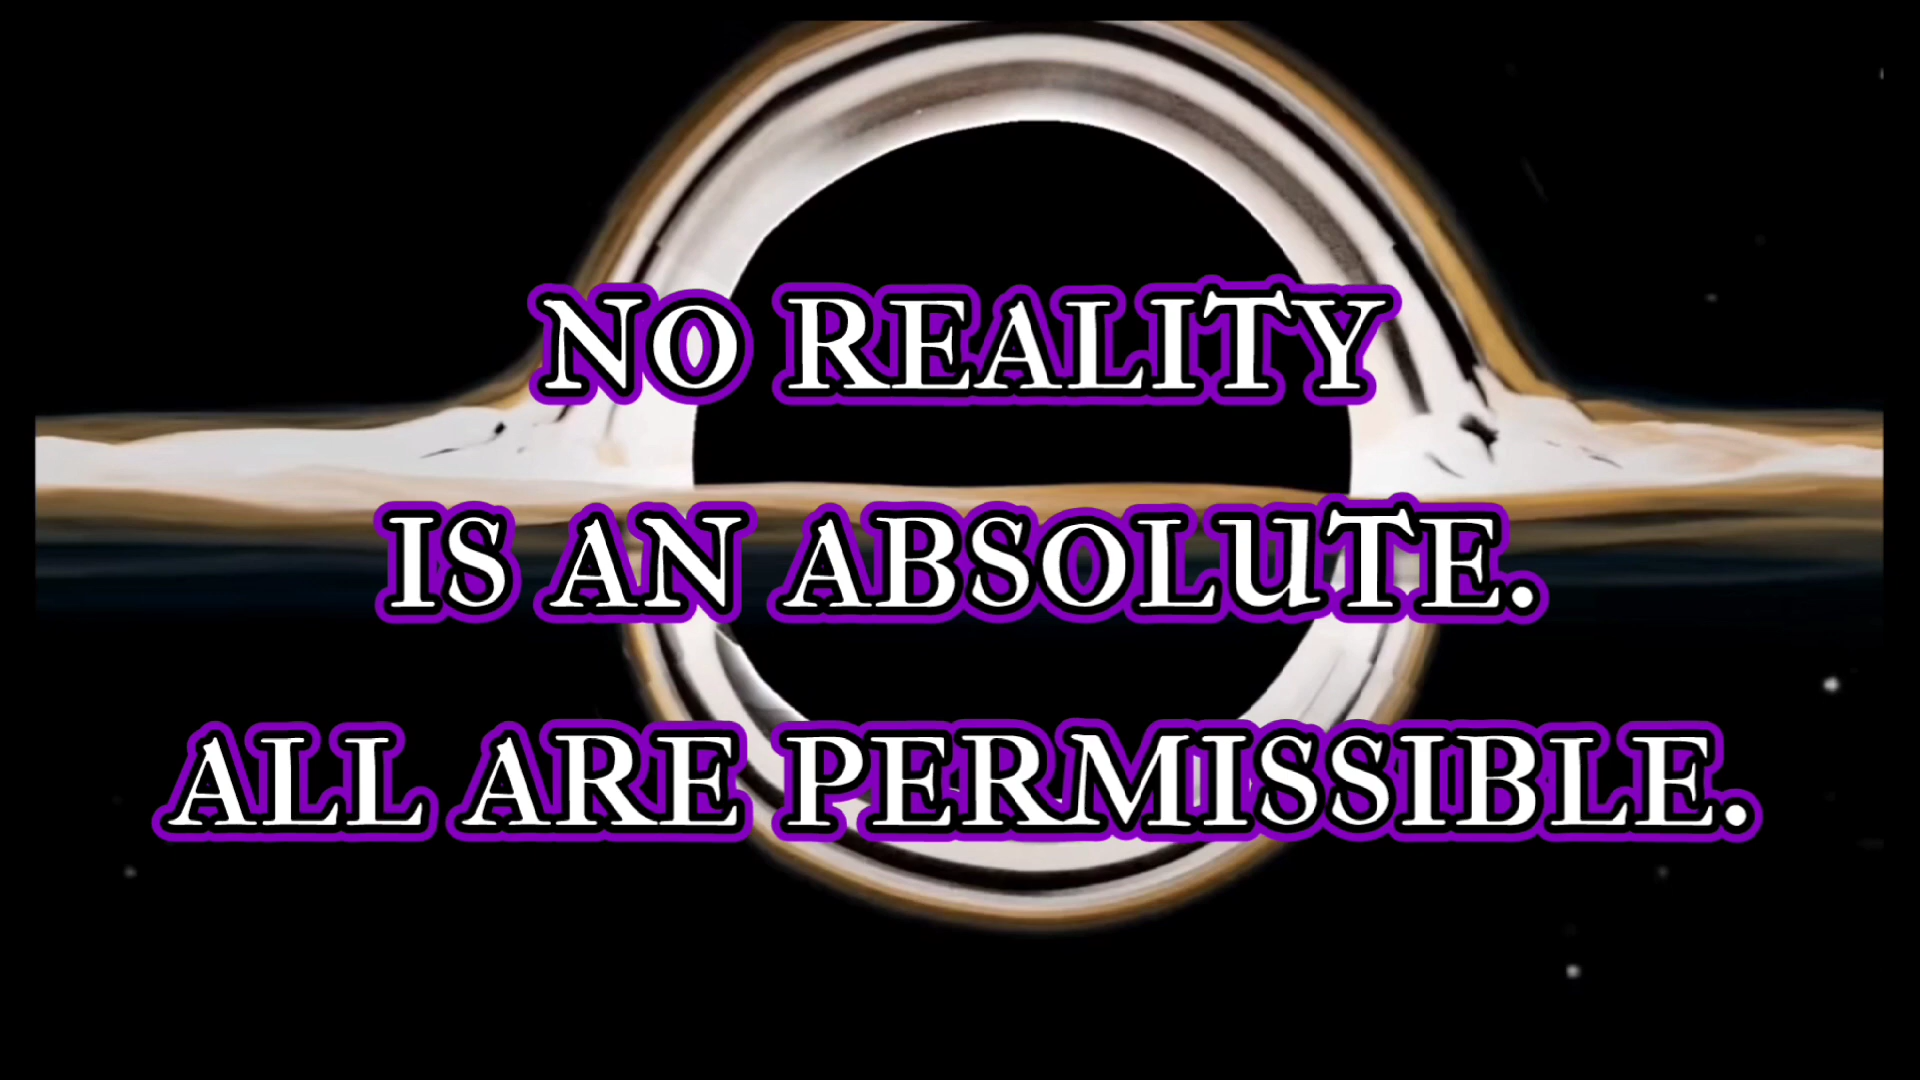 NO REALITY
IS AN ABSOLUTE.
ALL ARE PERMISSIBLE.